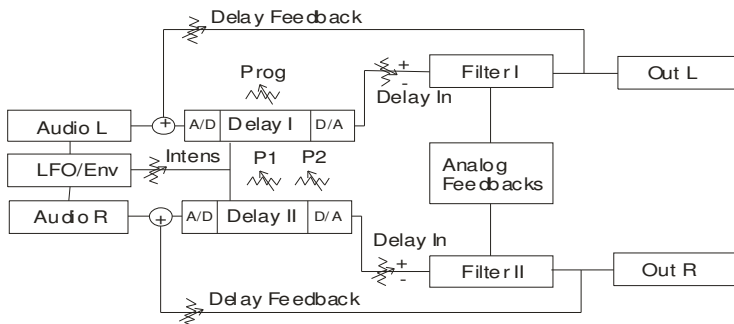 Delay Feedback
Prog
+
-
Filter I
Out L
Delay In
Audio L
+
A/D
Delay I
D/A
LFO/Env
Intens
P1
P2
Analog
Feedbacks
Audio R
+
A/D
Delay II
D/A
Delay In
+
-
Filter II
Out R
Delay Feedback